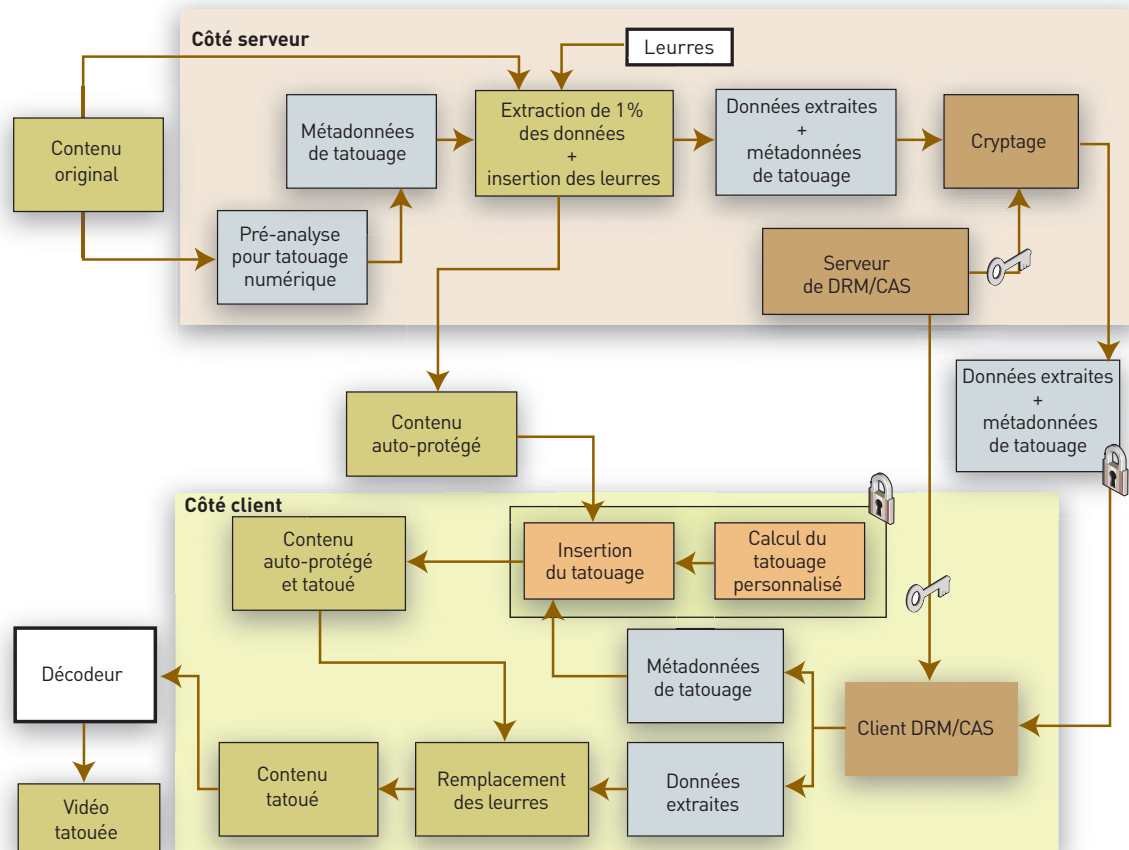 Côté serveur
Leurres
Contenu
original
Métadonnées
de tatouage
Extraction de 1%
des données
+
insertion des leurres
Données extraites
+
métadonnées
de tatouage
Cryptage
Pré-analyse
pour tatouage
numérique
Serveur
de DRM/CAS
Données extraites
+
métadonnées
de tatouage
Contenu
auto-protégé
Côté client
Contenu
auto-protégé
et tatoué
Insertion
du tatouage
Calcul du
tatouage
personnalisé
Métadonnées
de tatouage
Client DRM/CAS
Décodeur
Contenu
tatoué
Remplacement
des leurres
Données
extraites
Vidéo
tatouée